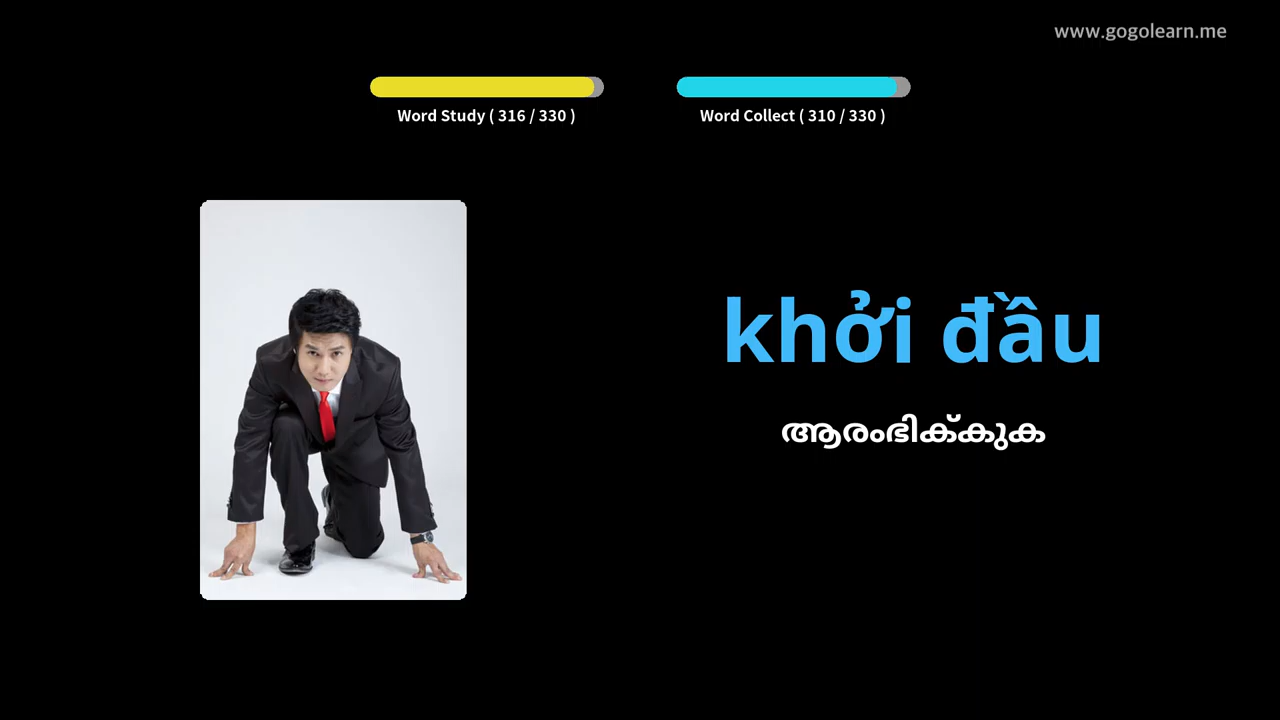 www.gogolearn.me
Word Study ( 316 / 330 )
Word Collect ( 310 / 330 )
khởi đầu
ആരംഭിക്കുക